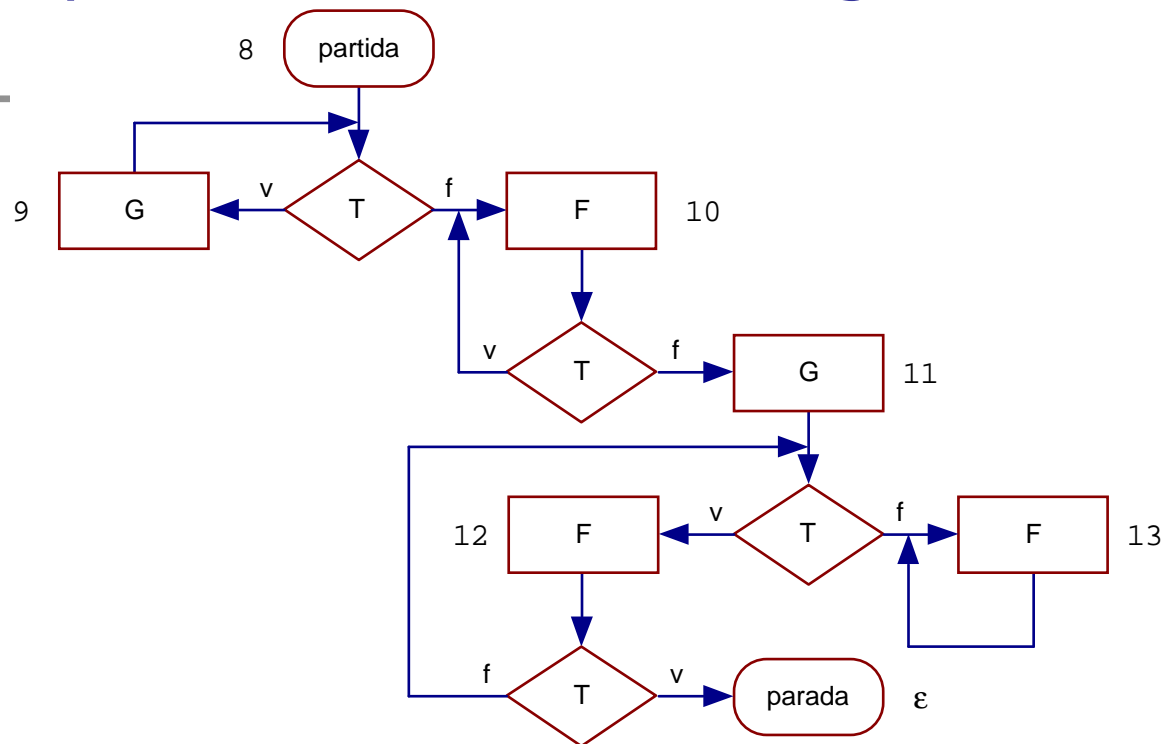 8 partida
9 G v T f F 10
v T f G 11
12 F v T f F 13
f T v parada ε